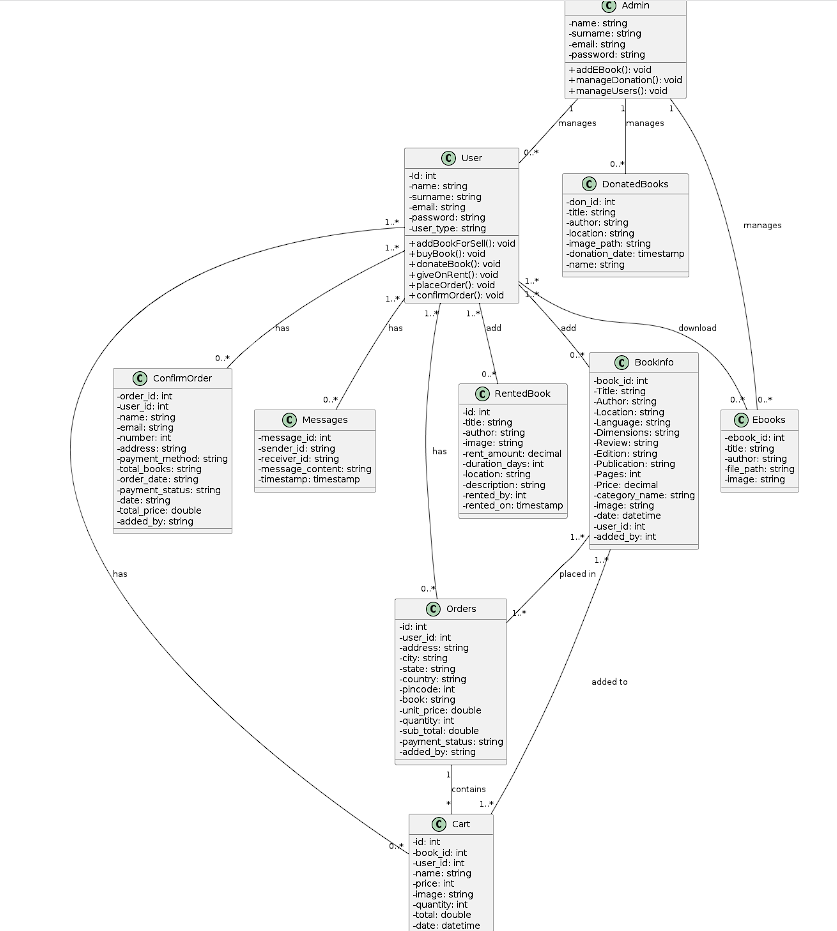 C Admin
-name: string
-surname: string
-email: string
-password: string
+addEBook(): void
+manageDonation(): void
+manageUsers(): void
1
1
1
manages
manages
manages
0..*
0..*
0..*
C User
-id: int
-name: string
-surname: string
-email: string
-password: string
-user_type: string
+addBookForSell(): void
+buyBook(): void
+donateBook(): void
+giveOnRent(): void
+placeOrder(): void
+confirmOrder(): void
C DonatedBooks
-don_id: int
-title: string
-author: string
-location: string
-image_path: string
-donation_date: timestamp
-name: string
1..*
1..*
1..*
1..*
1..*
1..*
1..*
has
has
has
add
add
download
has
0..*
0..*
0..*
0..*
0..*
0..*
0..*
C ConfirmOrder
-order_id: int
-user_id: int
-name: string
-email: string
-number: int
-address: string
-payment_method: string
-total_books: string
-order_date: string
-payment_status: string
-date: string
-total_price: double
-added_by: string
C Messages
-message_id: int
-sender_id: string
-receiver_id: string
-message_content: string
-timestamp: timestamp
C RentedBook
-id: int
-title: string
-author: string
-image: string
-rent_amount: decimal
-duration_days: int
-location: string
-description: string
-rented_by: int
-rented_on: timestamp
C BookInfo
-book_id: int
-Title: string
-Author: string
-Location: string
-Language: string
-Dimensions: string
-Review: string
-Edition: string
-Publication: string
-Pages: int
-Price: decimal
-category_name: string
-image: string
-date: datetime
-user_id: int
-added_by: int
C Ebooks
-ebook_id: int
-title: string
-author: string
-file_path: string
-image: string
1..*
1..*
placed in
1..*
added to
1..*
C Orders
-id: int
-user_id: int
-address: string
-city: string
-state: string
-country: string
-pincode: int
-book: string
-unit_price: double
-quantity: int
-sub_total: double
-payment_status: string
-added_by: string
1
contains
*
C Cart
-id: int
-book_id: int
-user_id: int
-name: string
-price: int
-image: string
-quantity: int
-total: double
-date: datetime